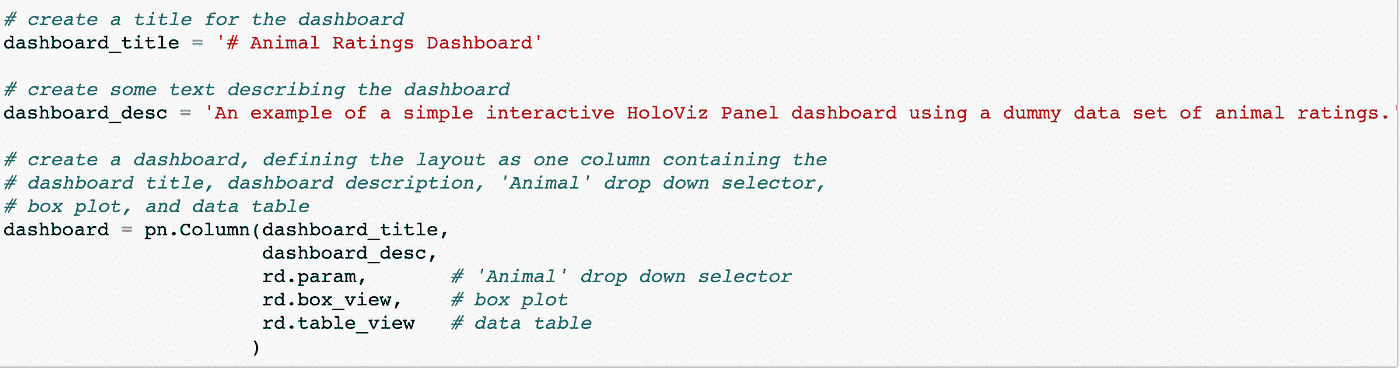 # create a title for the dashboard
dashboard_title = '# Animal Ratings Dashboard'
# create some text describing the dashboard
dashboard_desc = 'An example of a simple interactive HoloViz Panel dashboard using a dummy data set of animal ratings.'
# create a dashboard, defining the layout as one column containing the
# dashboard title, dashboard description, 'Animal' drop down selector,
# box plot, and data table
dashboard = pn.Column(dashboard_title,
                      dashboard_desc,
                      rd.param,       # 'Animal' drop down selector
                      rd.box_view,    # box plot
                      rd.table_view   # data table
                     )